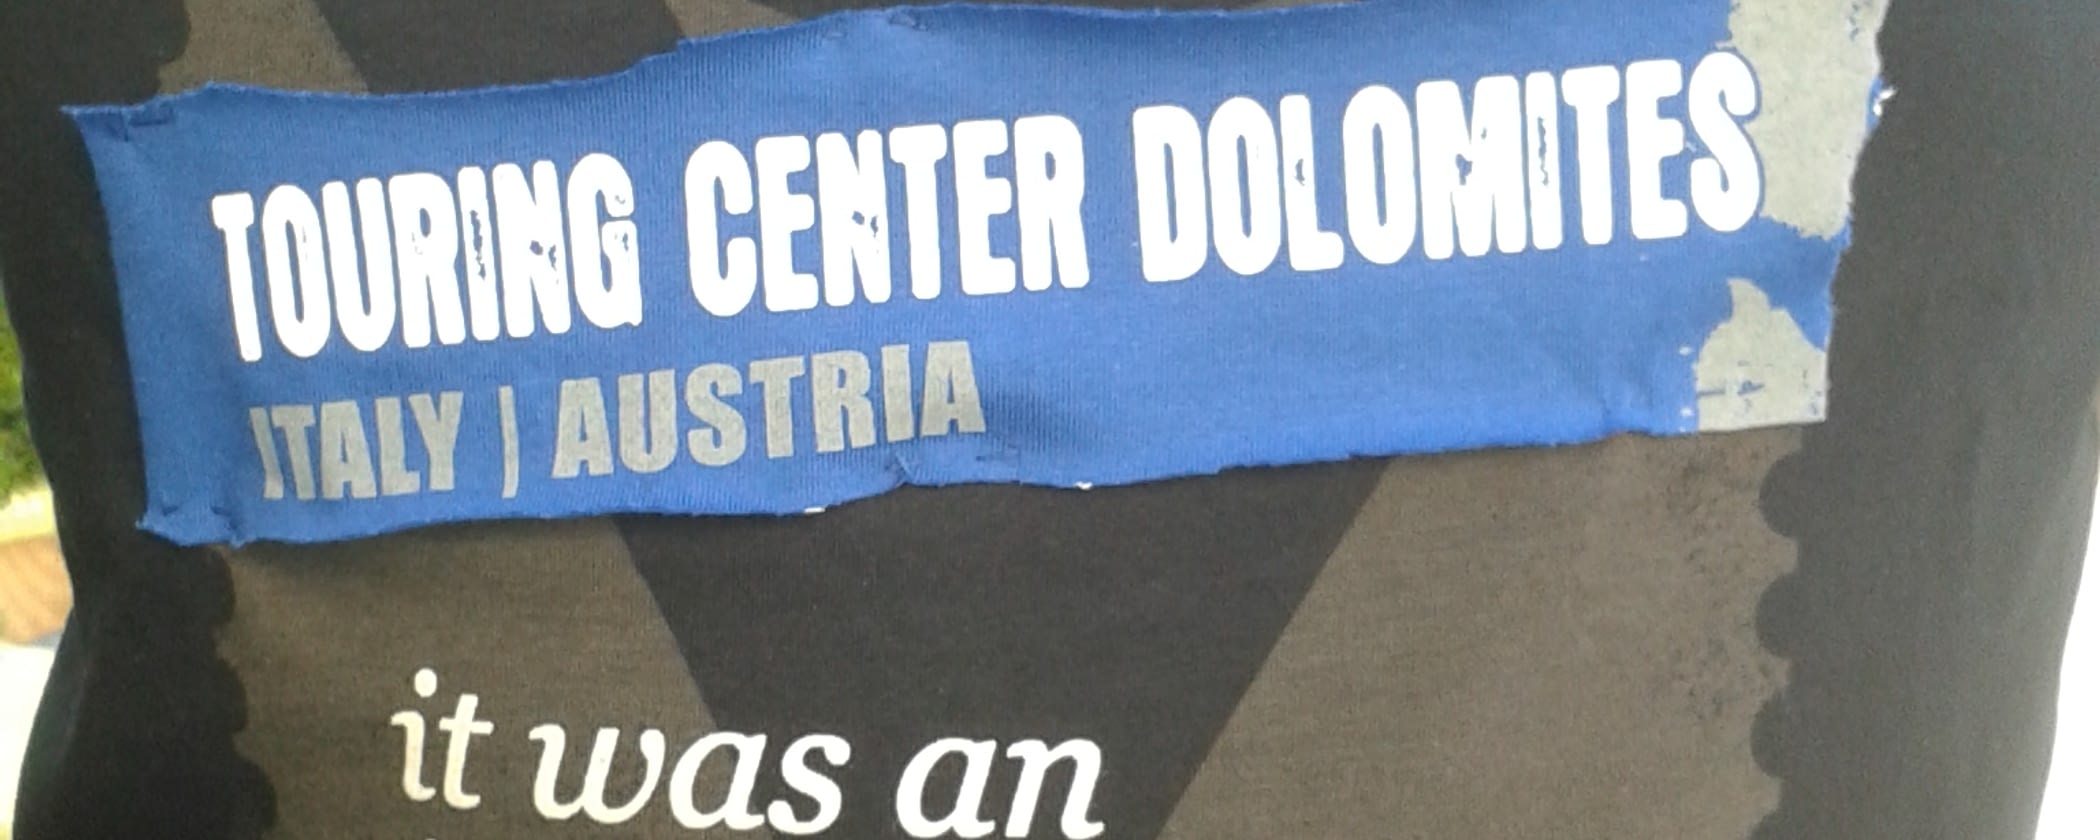 TOURING CENTER DOLOMITES
ITALY | AUSTRIA
it was an